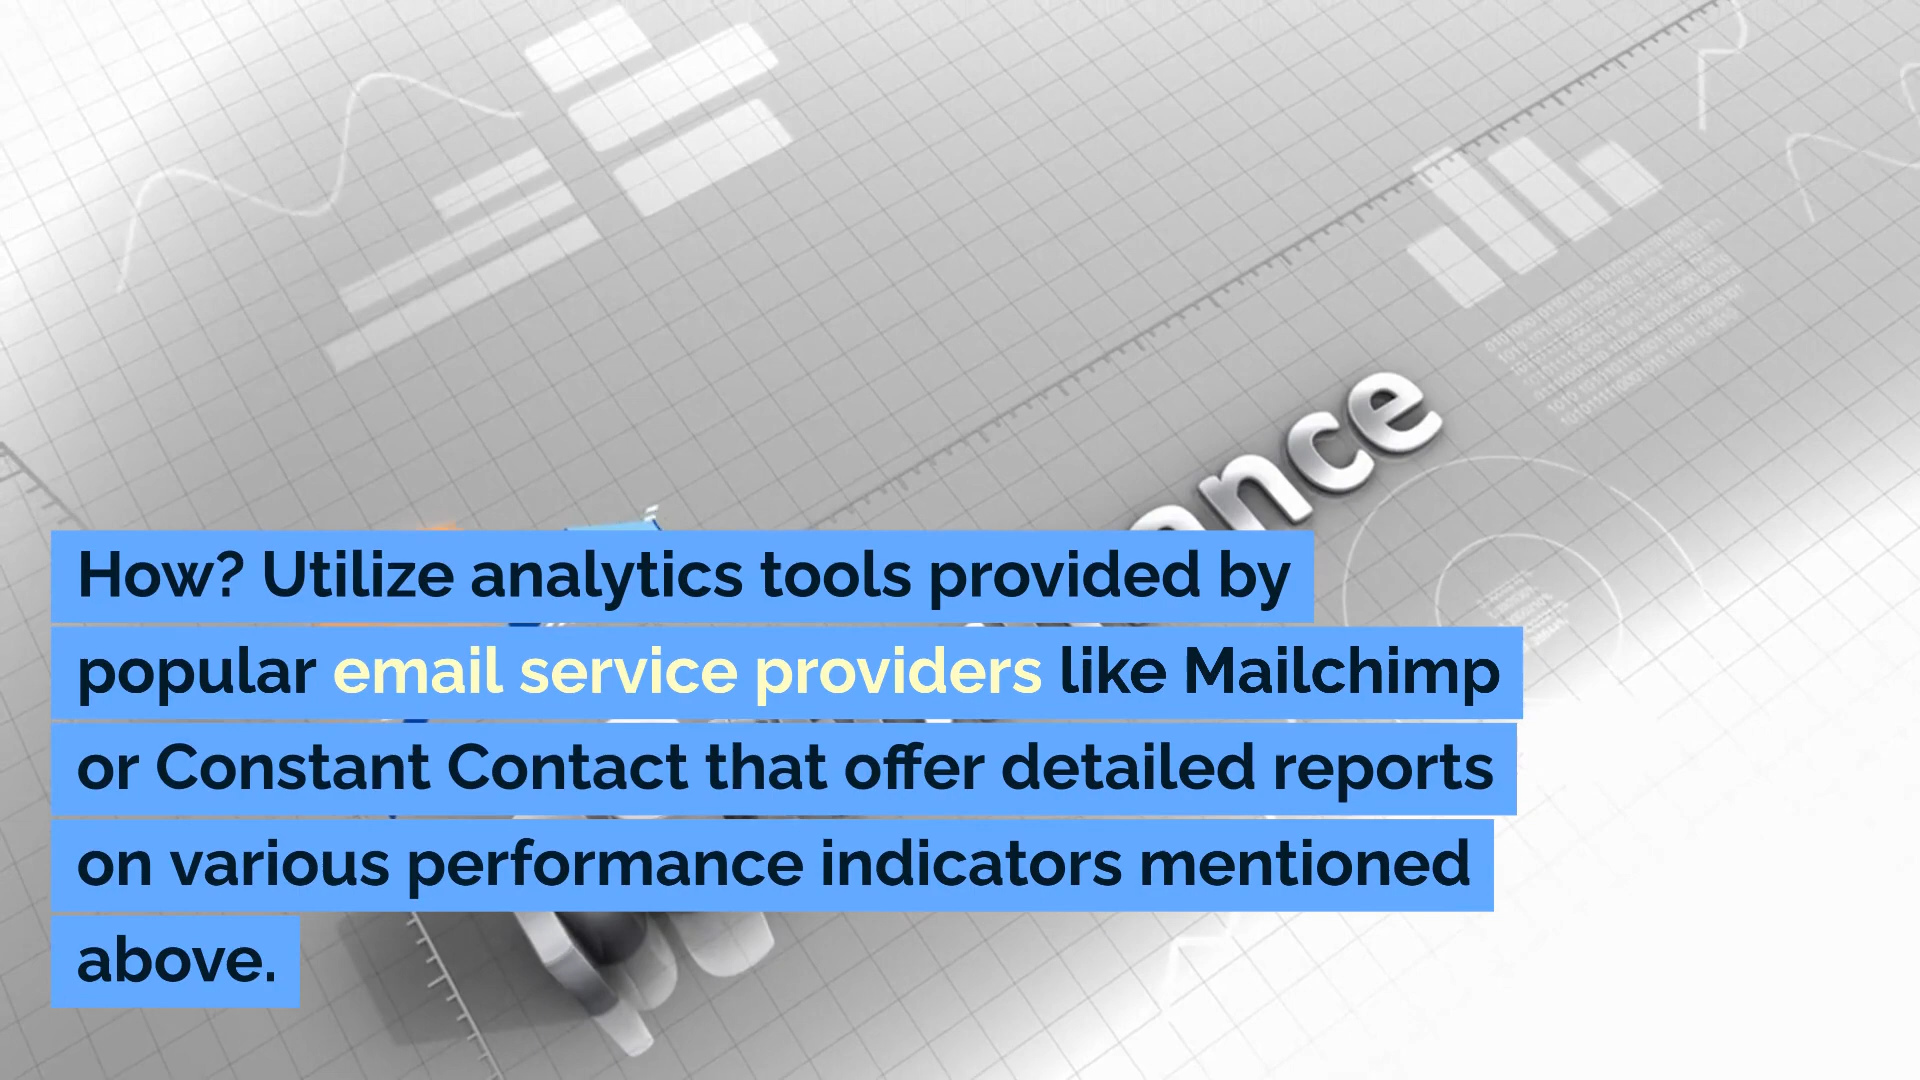 ance
How? Utilize analytics tools provided by
popular email service providers like Mailchimp
or Constant Contact that offer detailed reports
on various performance indicators mentioned
above.